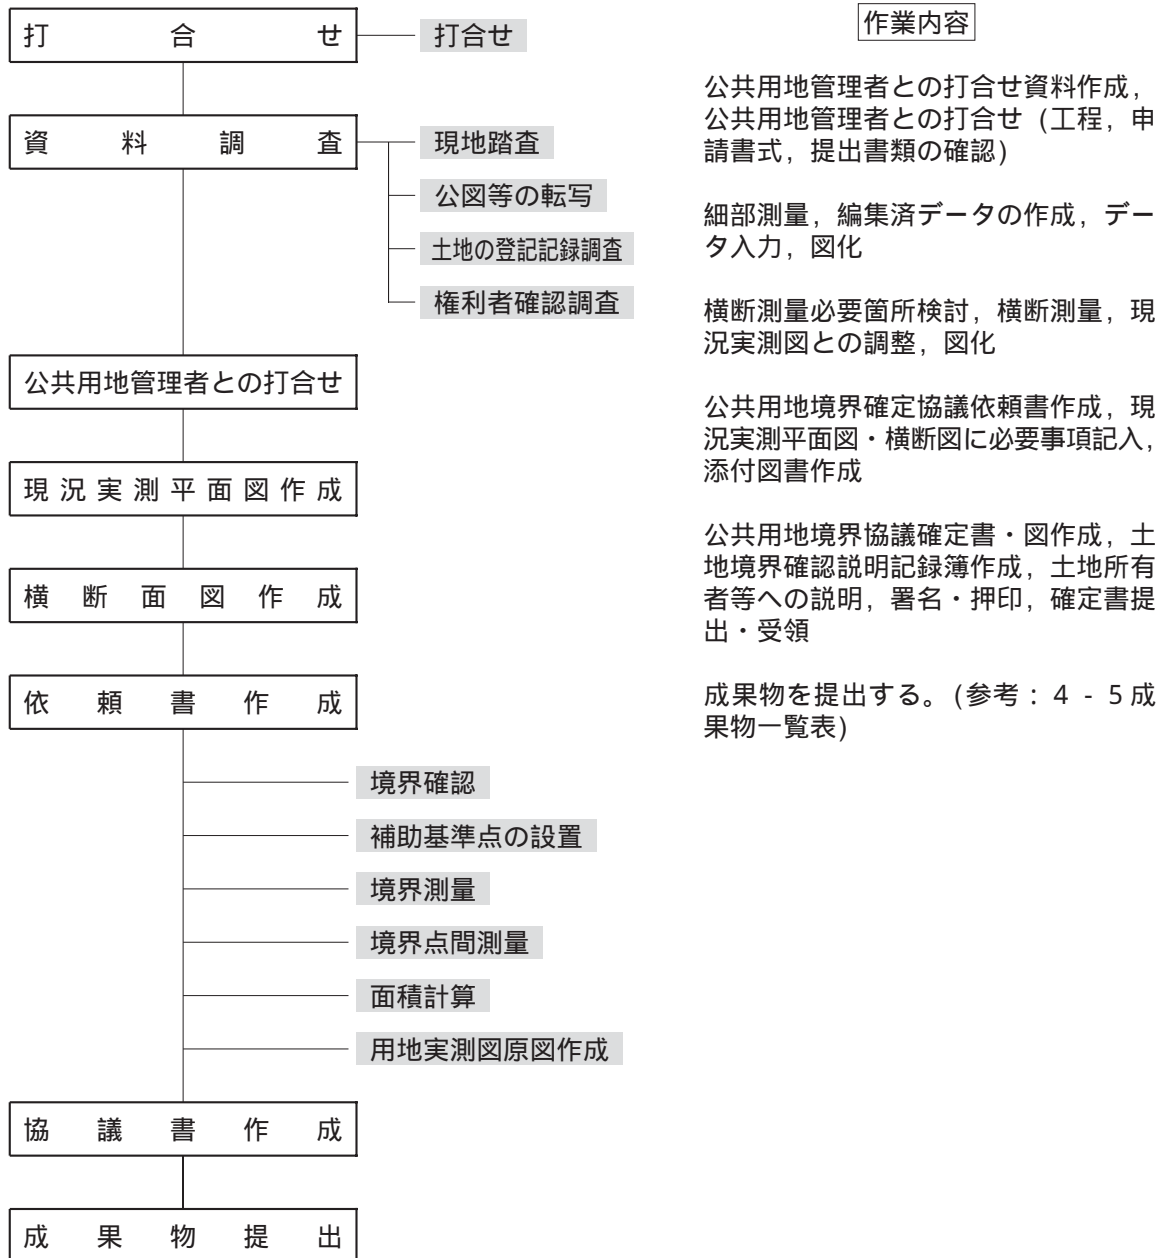 打合せ
打合せ
資料調査
現地踏査
公図等の転写
土地の登記記録調査
権利者確認調査
公共用地管理者との打合せ
現況実測平面図作成
横断面図作成
依頼書作成
境界確認
補助基準点の設置
境界測量
境界点間測量
面積計算
用地実測図原図作成
協議書作成
成果物提出
作業内容
公共用地管理者との打合せ資料作成，
公共用地管理者との打合せ（工程，申
請書式，提出書類の確認）
細部測量，編集済データの作成，デー
タ入力，図化
横断測量必要箇所検討，横断測量，現
況実測図との調整，図化
公共用地境界確定協議依頼書作成，現
況実測平面図・横断図に必要事項記入，
添付図書作成
公共用地境界協議確定書・図作成，土
地境界確認説明記録簿作成，土地所有
者等への説明，署名・押印，確定書提
出・受領
成果物を提出する。（参考：４‐５成
果物一覧表）